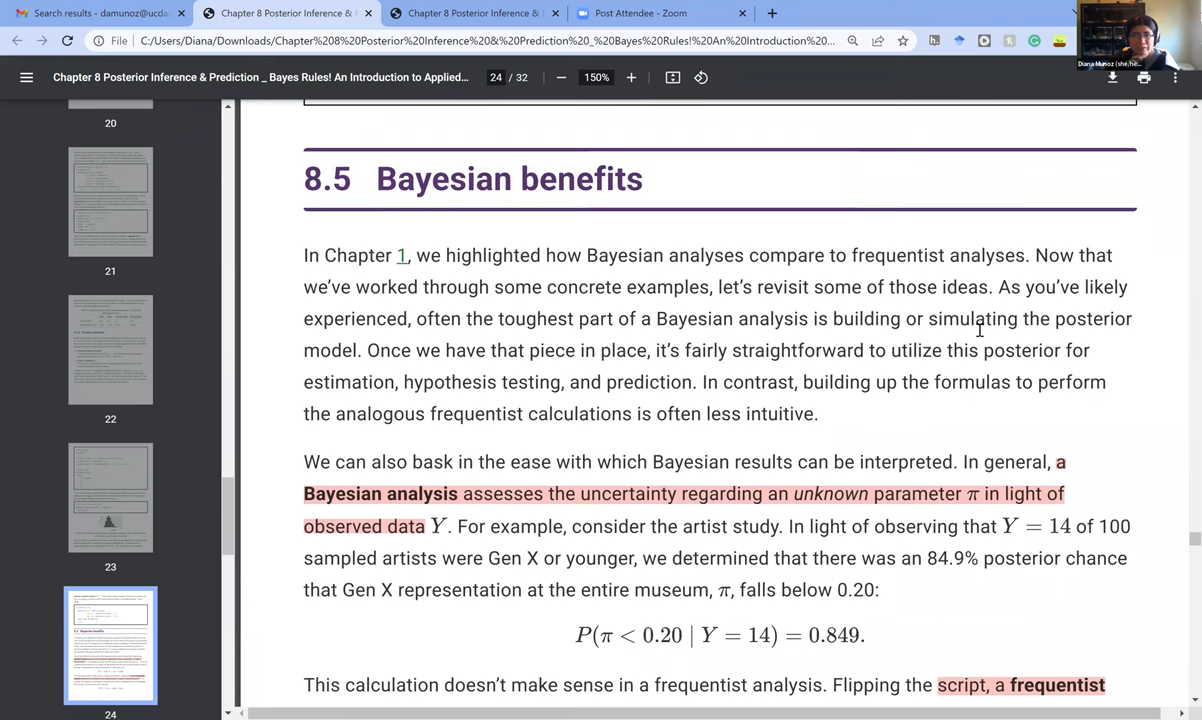 Search results - damunoz@ucda
Chapter 8 Posterior Inference &
Chapter 8 Posterior Inference &
Post Attendee - Zoom
File
C:/Users/Diana/Downloads/Chapter%208%20Posterior%20Inference%20&%20Prediction%20_%20Bayes%20Rules!%20An%20Introduction%20...
Diana Munoz (she/he...
Chapter 8 Posterior Inference & Prediction _ Bayes Rules! An Introduction to Applied...
24 / 32
150%
20
21
22
23
24
8.5 Bayesian benefits
In Chapter 1, we highlighted how Bayesian analyses compare to frequentist analyses. Now that
we've worked through some concrete examples, let's revisit some of those ideas. As you've likely
experienced, often the toughest part of a Bayesian analysis is building or simulating the posterior
model. Once we have that piece in place, it's fairly straightforward to utilize this posterior for
estimation, hypothesis testing, and prediction. In contrast, building up the formulas to perform
the analogous frequentist calculations is often less intuitive.
We can also bask in the ease with which Bayesian results can be interpreted. In general, a
Bayesian analysis assesses the uncertainty regarding an unknown parameter π in light of
observed data Y. For example, consider the artist study. In light of observing that Y = 14 of 100
sampled artists were Gen X or younger, we determined that there was an 84.9% posterior chance
that Gen X representation at the entire museum, π, falls below 0.20:
P(π < 0.20 | Y = 14) = 0.849.
This calculation doesn't make sense in a frequentist analysis. Flipping the script, a frequentist